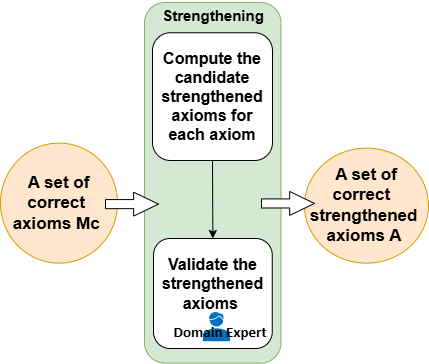 Strengthening
Compute the
candidate
strengthened
axioms for
each axiom
A set of
correct
axioms Mc
A set of
correct
strengthened
axioms A
Validate the
strengthened
axioms
Domain Expert